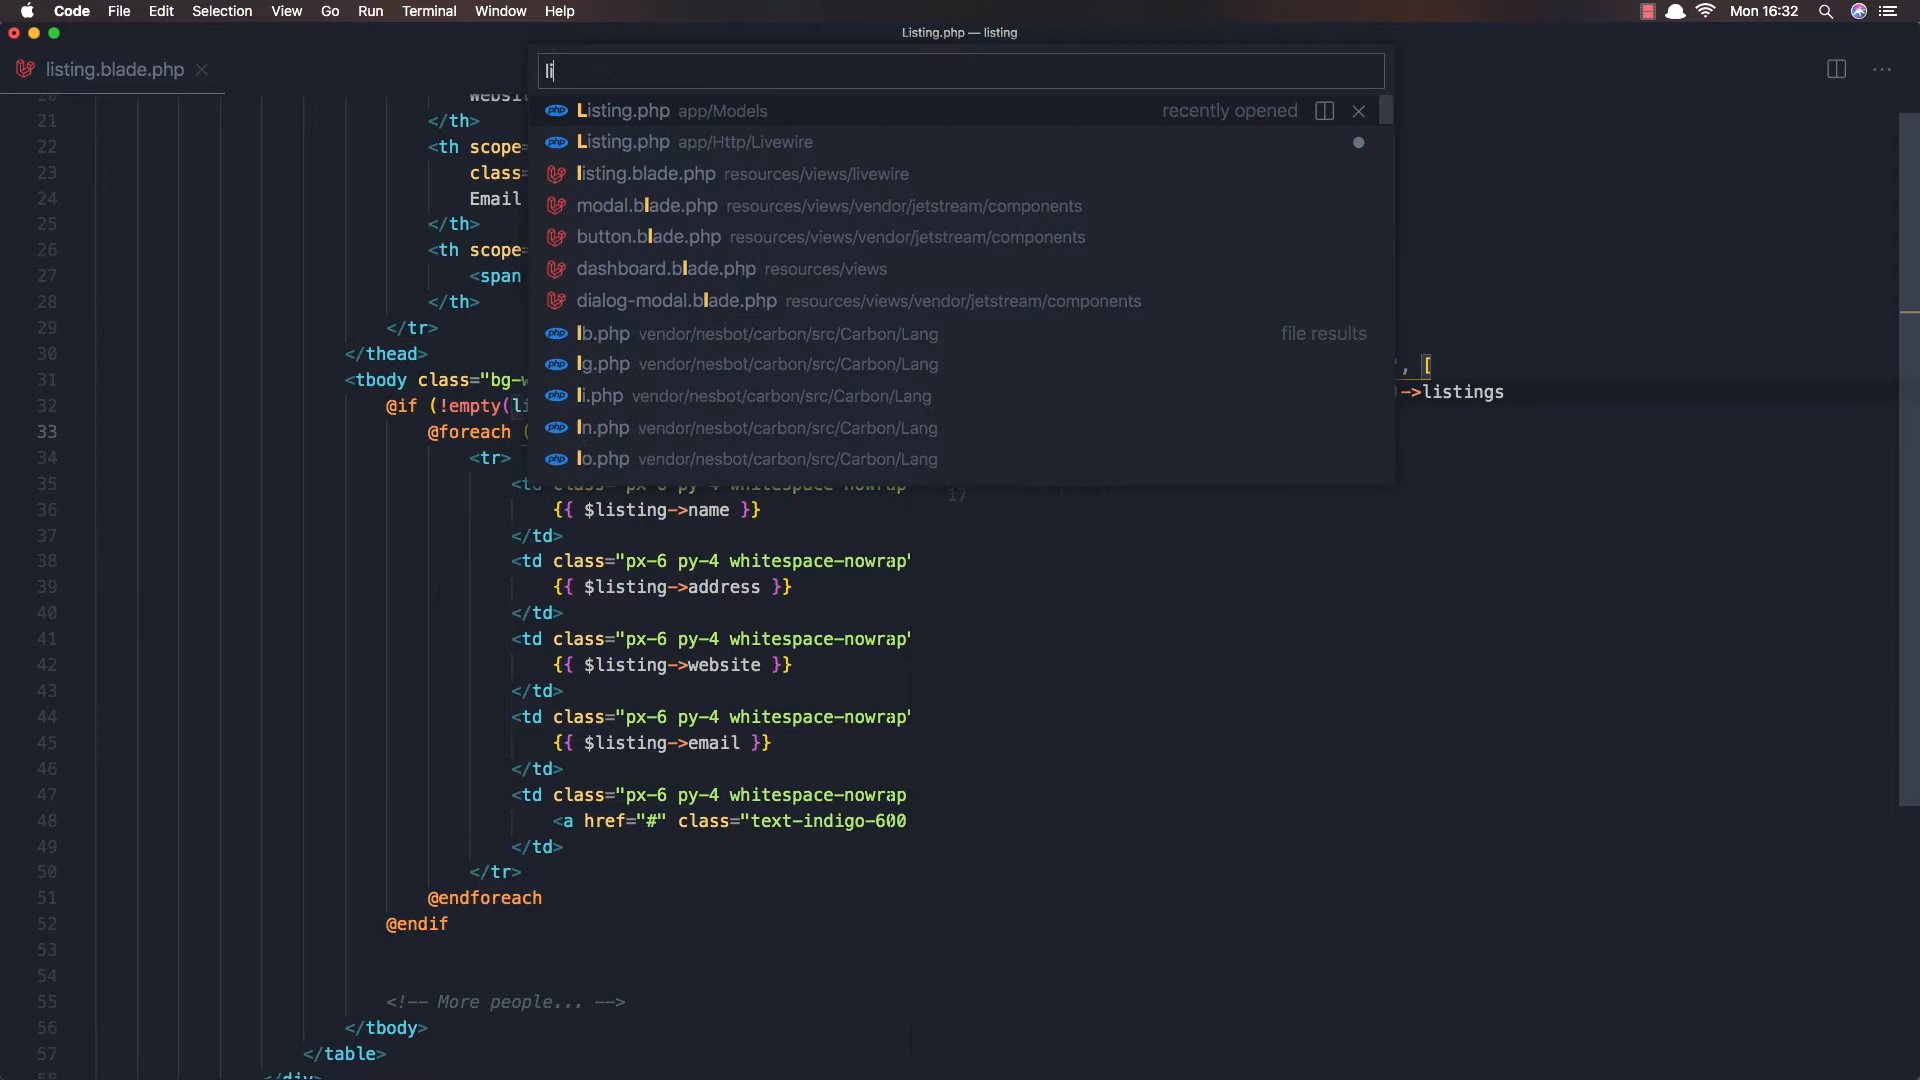 Code File Edit Selection View Go Run Terminal Window Help Mon 16:32
Listing.php — listing
listing.blade.php
li
Listing.php app/Models recently opened
Listing.php app/Http/Livewire
listing.blade.php resources/views/livewire
modal.blade.php resources/views/vendor/jetstream/components
button.blade.php resources/views/vendor/jetstream/components
dashboard.blade.php resources/views
dialog-modal.blade.php resources/views/vendor/jetstream/components
lb.php vendor/nesbot/carbon/src/Carbon/Lang file results
lg.php vendor/nesbot/carbon/src/Carbon/Lang
li.php vendor/nesbot/carbon/src/Carbon/Lang
ln.php vendor/nesbot/carbon/src/Carbon/Lang
lo.php vendor/nesbot/carbon/src/Carbon/Lang
20 Websi
21 </th>
22 <th scope=
23 class=
24 Email
25 </th>
26 <th scope=
27 <span
28 </th>
29 </tr>
30 </thead>
31 <tbody class="bg-w
32 @if (!empty(li
33 @foreach (
34 <tr>
35 <td class="px-6 py-4 whitespace-nowrap"
36 {{ $listing->name }}
37 </td>
38 <td class="px-6 py-4 whitespace-nowrap"
39 {{ $listing->address }}
40 </td>
41 <td class="px-6 py-4 whitespace-nowrap"
42 {{ $listing->website }}
43 </td>
44 <td class="px-6 py-4 whitespace-nowrap"
45 {{ $listing->email }}
46 </td>
47 <td class="px-6 py-4 whitespace-nowrap
48 <a href="#" class="text-indigo-600
49 </td>
50 </tr>
51 @endforeach
52 @endif
53
54
55 <!-- More people... -->
56 </tbody>
57 </table>
58 </div>
', [
)->listings
17